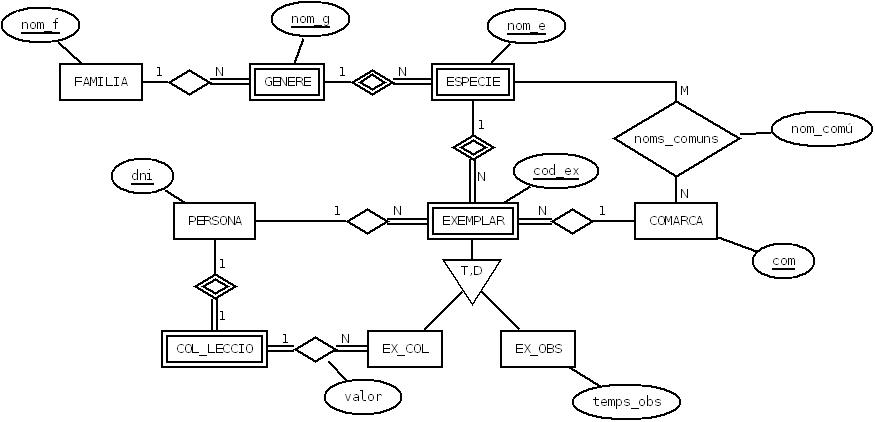 nom_f
nom_g
nom_e
FAMILIA
1
N
GENERE
1
N
ESPECIE
M
noms_comuns
nom_comú
1
N
dni
cod_ex
PERSONA
1
N
EXEMPLAR
N
1
N
COMARCA
com
1
1
T,D
COL_LECCIO
1
N
EX_COL
EX_OBS
valor
temps_obs